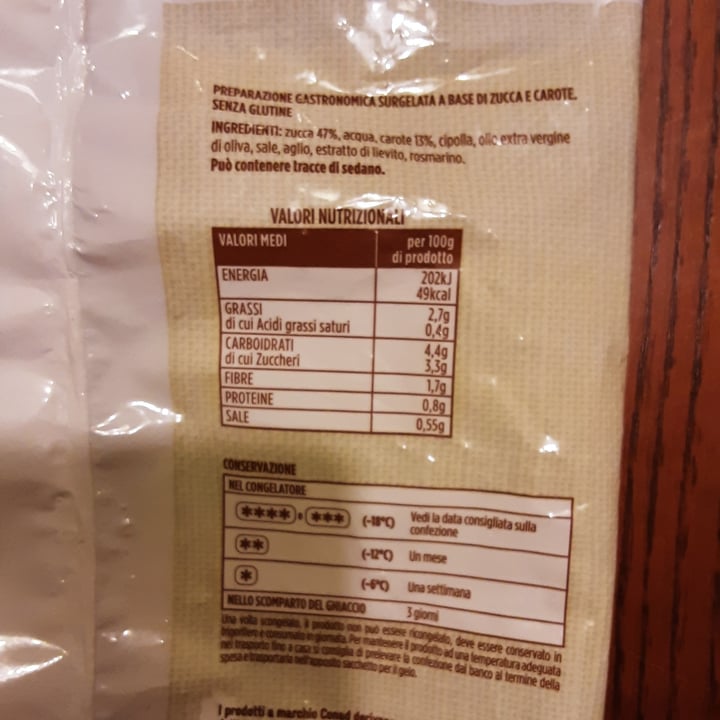 PREPARAZIONE GASTRONOMICA SURGELATA A BASE DI ZUCCA E CAROTE.
SENZA GLUTINE
INGREDIENTI: zucca 47%, acqua, carote 13%, cipolla, olio extra vergine
di oliva, sale, aglio, estratto di lievito, rosmarino.
Può contenere tracce di sedano.
VALORI NUTRIZIONALI
VALORI MEDI per 100g
di prodotto
ENERGIA 202kJ
49kcal
GRASSI 2,7g
di cui Acidi grassi saturi 0,4g
CARBOIDRATI 4,4g
di cui Zuccheri 3,3g
FIBRE 1,7g
PROTEINE 0,8g
SALE 0,55g
CONSERVAZIONE
NEL CONGELATORE
**** o *** (-18°C) Vedi la data consigliata sulla
confezione
** (-12°C) Un mese
* (-6°C) Una settimana
NELLO SCOMPARTO DEL GHIACCIO 3 giorni
Una volta scongelato, il prodotto non può essere ricongelato, deve essere conservato in
frigorifero e consumato in giornata. Per mantenere il prodotto ad una temperatura adeguata
nel trasporto fino a casa si consiglia di prelevare la confezione dal banco al termine della
spesa e trasportarla nell'apposito sacchetto per il gelo.
I prodotti a marchio Conad